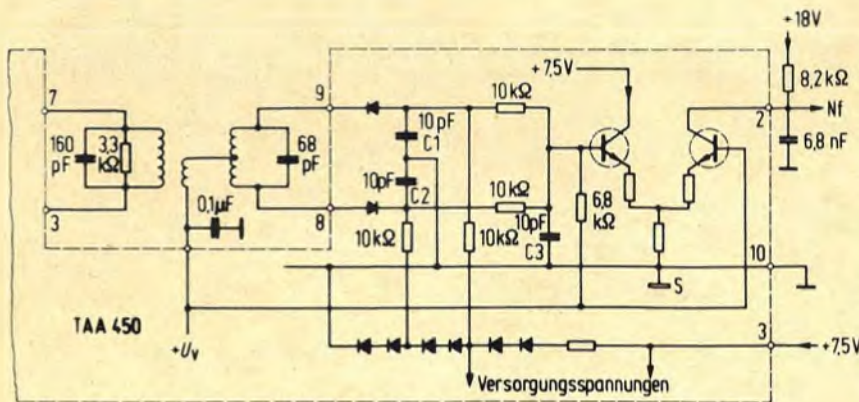 +18V
7
9
+7,5V
8,2kΩ
10kΩ
2
Nf
160 pF
3,3 kΩ
68 pF
10pF
C1
6,8nF
10pF
C2
10kΩ
6,8 kΩ
3
0,1µF
8
10kΩ
10kΩ
10pF
C3
10
S
TAA 450
+Uv
3
+7,5V
Versorgungsspannungen